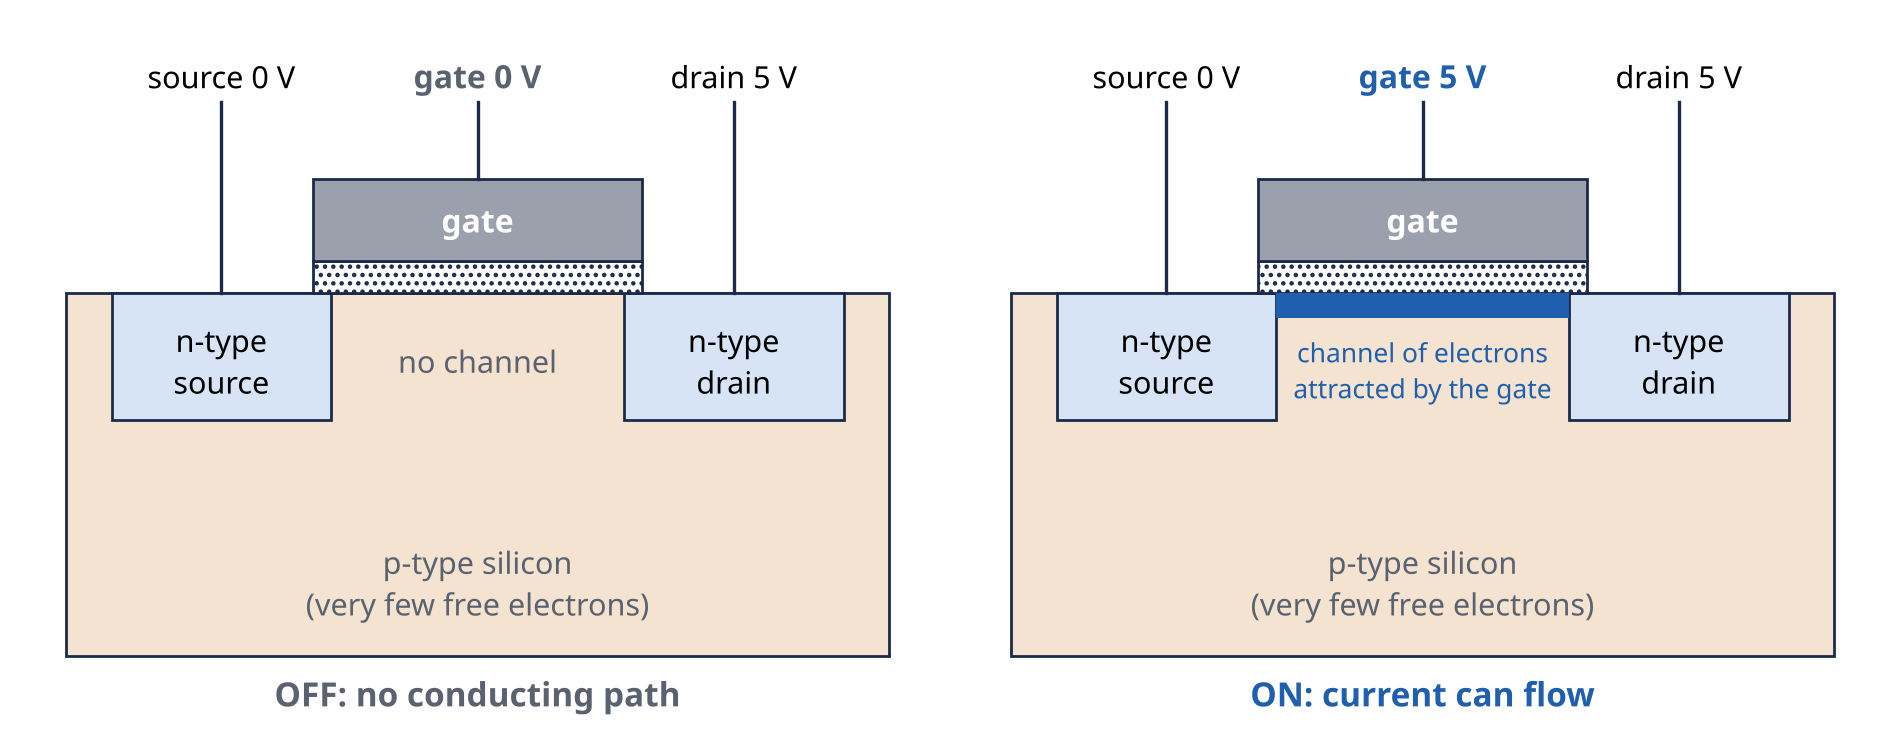 source 0 V
gate 0 V
drain 5 V
gate
n-type
source
no channel
n-type
drain
p-type silicon
(very few free electrons)
OFF: no conducting path
source 0 V
gate 5 V
drain 5 V
gate
n-type
source
channel of electrons
attracted by the gate
n-type
drain
p-type silicon
(very few free electrons)
ON: current can flow